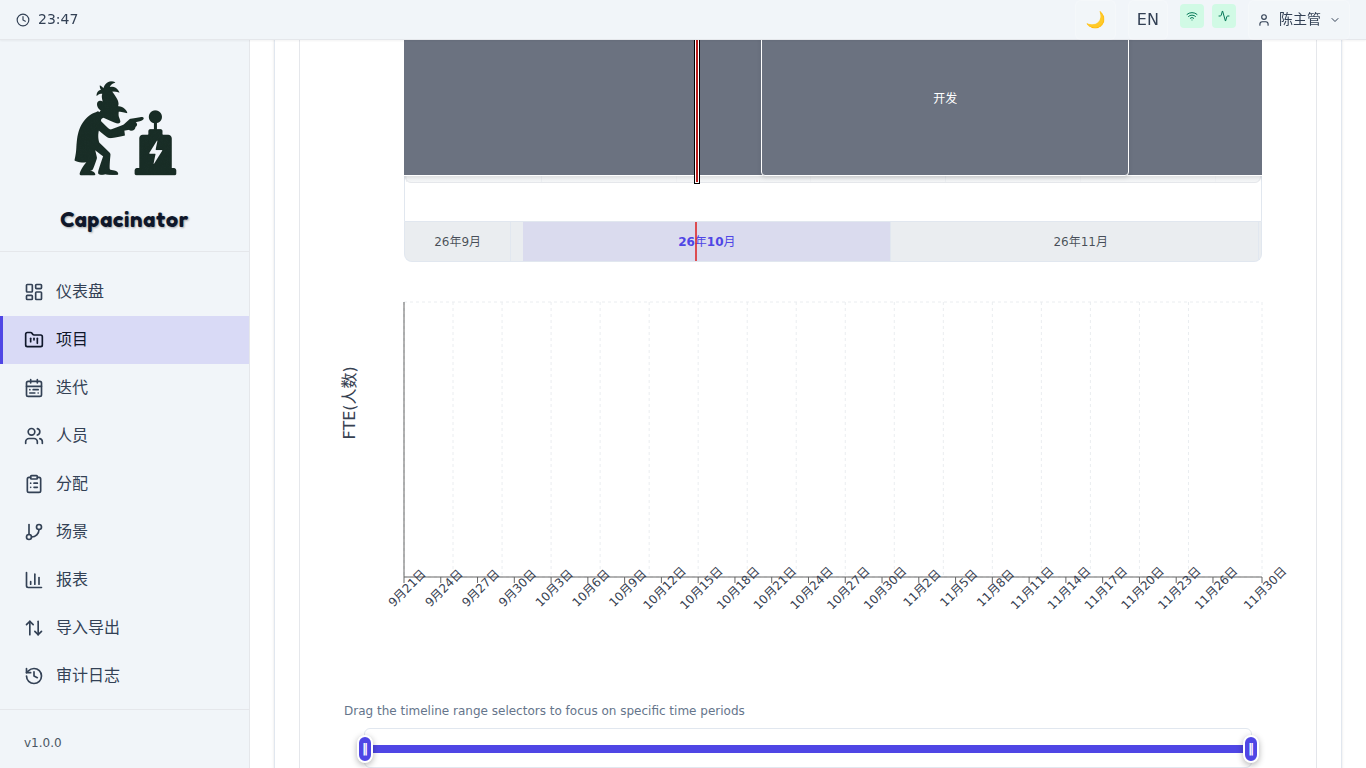 23:47
EN
陈主管
Capacinator
仪表盘
项目
迭代
人员
分配
场景
报表
导入导出
审计日志
v1.0.0
开发
26年9月
26年10月
26年11月
FTE(人数)
9月21日
9月24日
9月27日
9月30日
10月3日
10月6日
10月9日
10月12日
10月15日
10月18日
10月21日
10月24日
10月27日
10月30日
11月2日
11月5日
11月8日
11月11日
11月14日
11月17日
11月20日
11月23日
11月26日
11月30日
Drag the timeline range selectors to focus on specific time periods